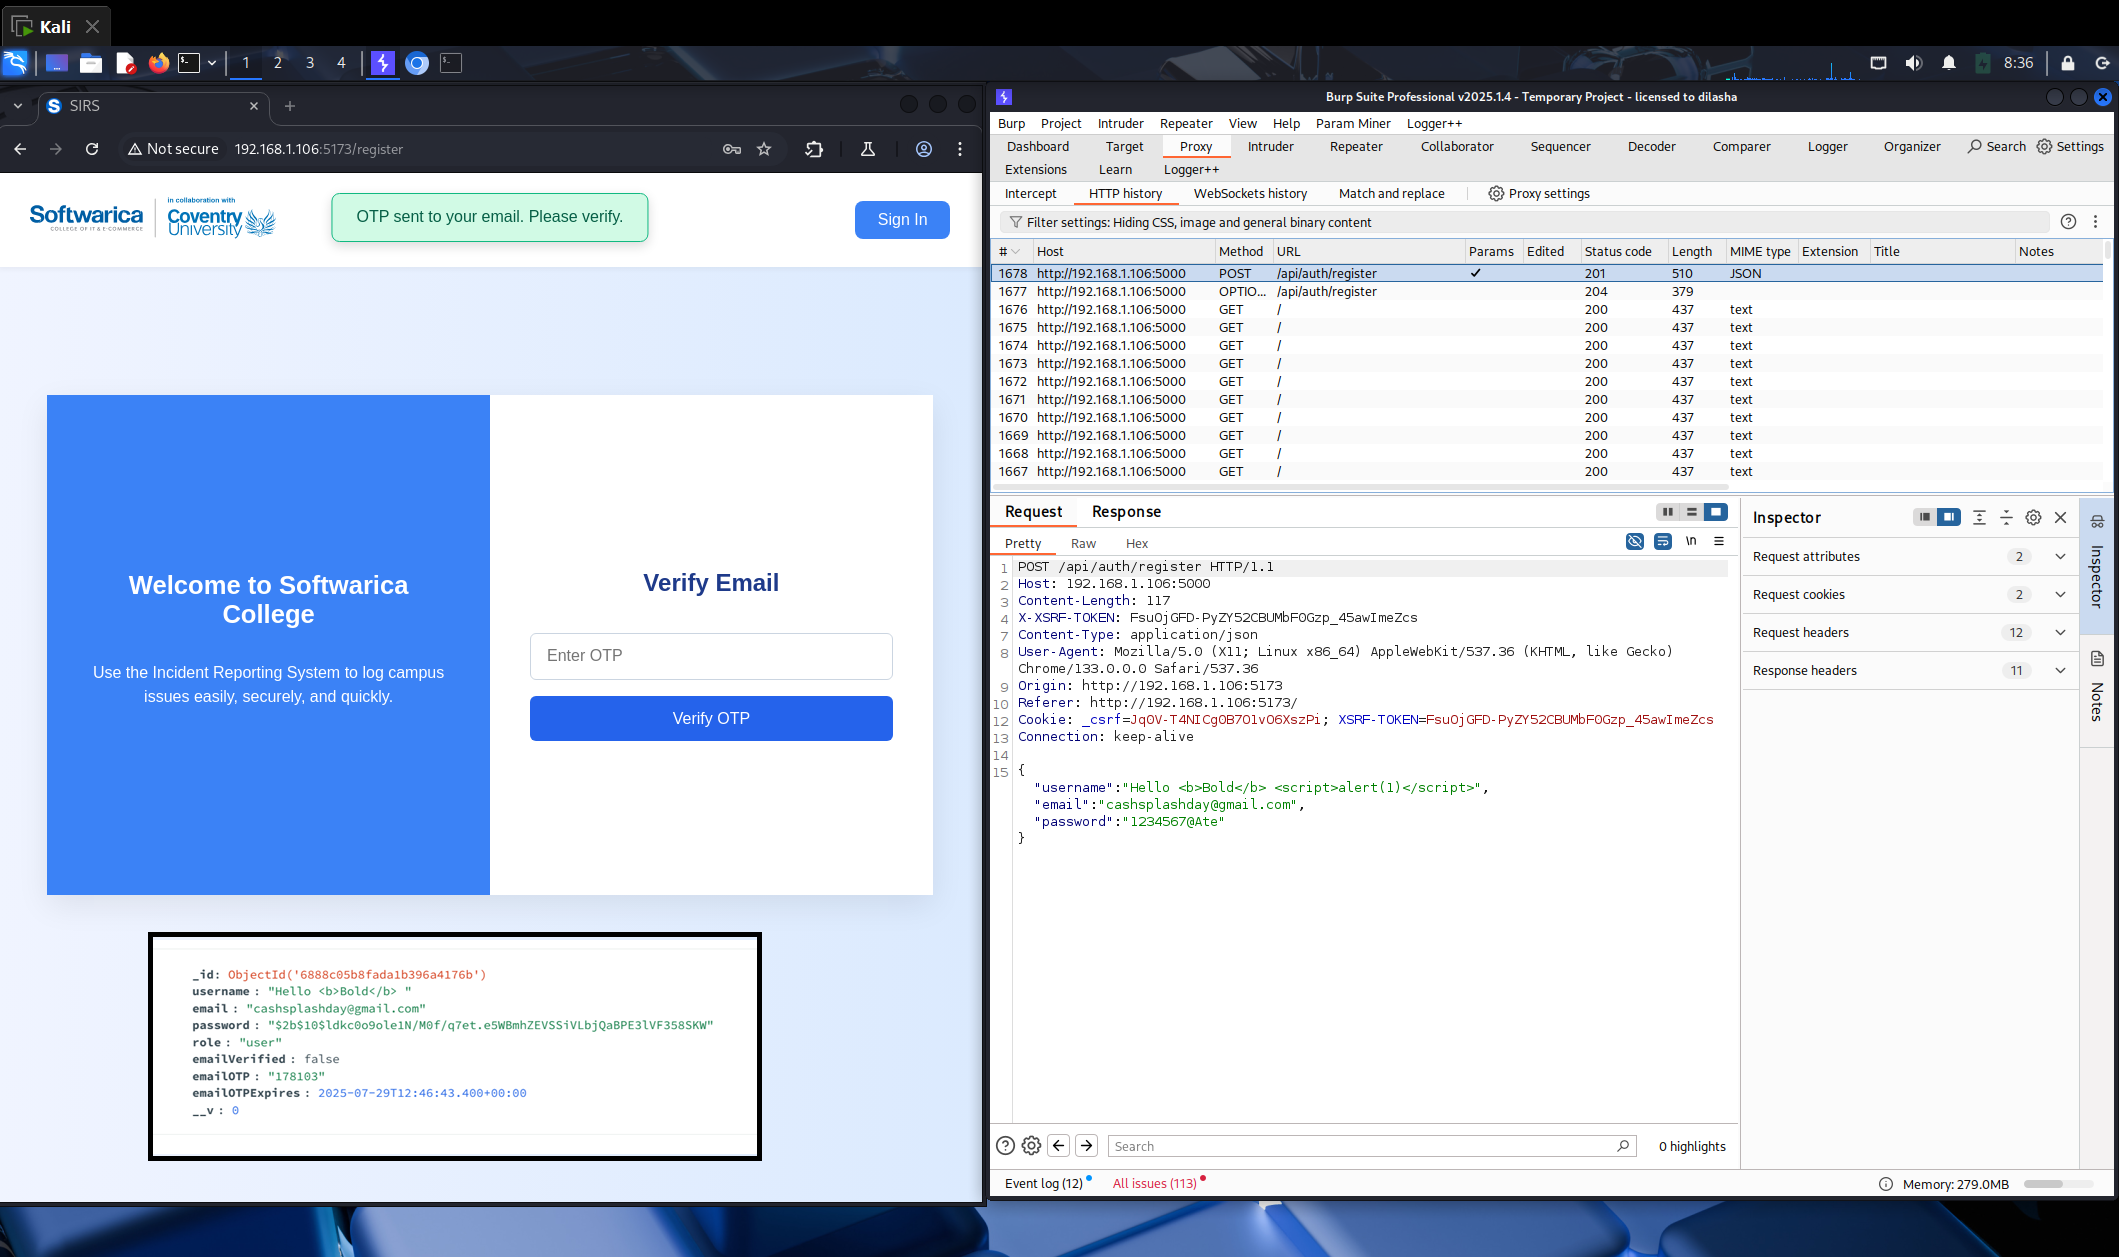 Kali
1 2 3 4
8:36
SIRS
Not secure 192.168.1.106:5173/register
Softwarica
COLLEGE OF IT & E-COMMERCE
in collaboration with
Coventry
University
OTP sent to your email. Please verify.
Sign In
Welcome to Softwarica
College
Use the Incident Reporting System to log campus
issues easily, securely, and quickly.
Verify Email
Enter OTP
Verify OTP
_id: ObjectId('6888c05b8fada1b396a4176b')
username : "Hello <b>Bold</b> "
email : "cashsplashday@gmail.com"
password : "$2b$10$ldkc0o9ole1N/M0f/q7et.e5WBmhZEVSSiVLbjQaBPE3lVF358SKW"
role : "user"
emailVerified : false
emailOTP : "178103"
emailOTPExpires : 2025-07-29T12:46:43.400+00:00
__v : 0
Burp Suite Professional v2025.1.4 - Temporary Project - licensed to dilasha
Burp Project Intruder Repeater View Help Param Miner Logger++
Dashboard Target Proxy Intruder Repeater Collaborator Sequencer Decoder Comparer Logger Organizer Search Settings
Extensions Learn Logger++
Intercept HTTP history WebSockets history Match and replace Proxy settings
Filter settings: Hiding CSS, image and general binary content
# Host Method URL Params Edited Status code Length MIME type Extension Title Notes
1678 http://192.168.1.106:5000 POST /api/auth/register ✓ 201 510 JSON
1677 http://192.168.1.106:5000 OPTIO... /api/auth/register 204 379
1676 http://192.168.1.106:5000 GET / 200 437 text
1675 http://192.168.1.106:5000 GET / 200 437 text
1674 http://192.168.1.106:5000 GET / 200 437 text
1673 http://192.168.1.106:5000 GET / 200 437 text
1672 http://192.168.1.106:5000 GET / 200 437 text
1671 http://192.168.1.106:5000 GET / 200 437 text
1670 http://192.168.1.106:5000 GET / 200 437 text
1669 http://192.168.1.106:5000 GET / 200 437 text
1668 http://192.168.1.106:5000 GET / 200 437 text
1667 http://192.168.1.106:5000 GET / 200 437 text
Request Response
Pretty Raw Hex \n
1 POST /api/auth/register HTTP/1.1
2 Host: 192.168.1.106:5000
3 Content-Length: 117
4 X-XSRF-TOKEN: FsuOjGFD-PyZY52CBUMbF0Gzp_45awImeZcs
7 Content-Type: application/json
8 User-Agent: Mozilla/5.0 (X11; Linux x86_64) AppleWebKit/537.36 (KHTML, like Gecko)
Chrome/133.0.0.0 Safari/537.36
9 Origin: http://192.168.1.106:5173
10 Referer: http://192.168.1.106:5173/
12 Cookie: _csrf=Jq0V-T4NICg0B7O1vO6XszPi; XSRF-TOKEN=FsuOjGFD-PyZY52CBUMbF0Gzp_45awImeZcs
13 Connection: keep-alive
14
15 {
"username":"Hello <b>Bold</b> <script>alert(1)</script>",
"email":"cashsplashday@gmail.com",
"password":"1234567@Ate"
}
Search
0 highlights
Inspector
Request attributes 2
Request cookies 2
Request headers 12
Response headers 11
Inspector
Notes
Event log (12) All issues (113)
Memory: 279.0MB